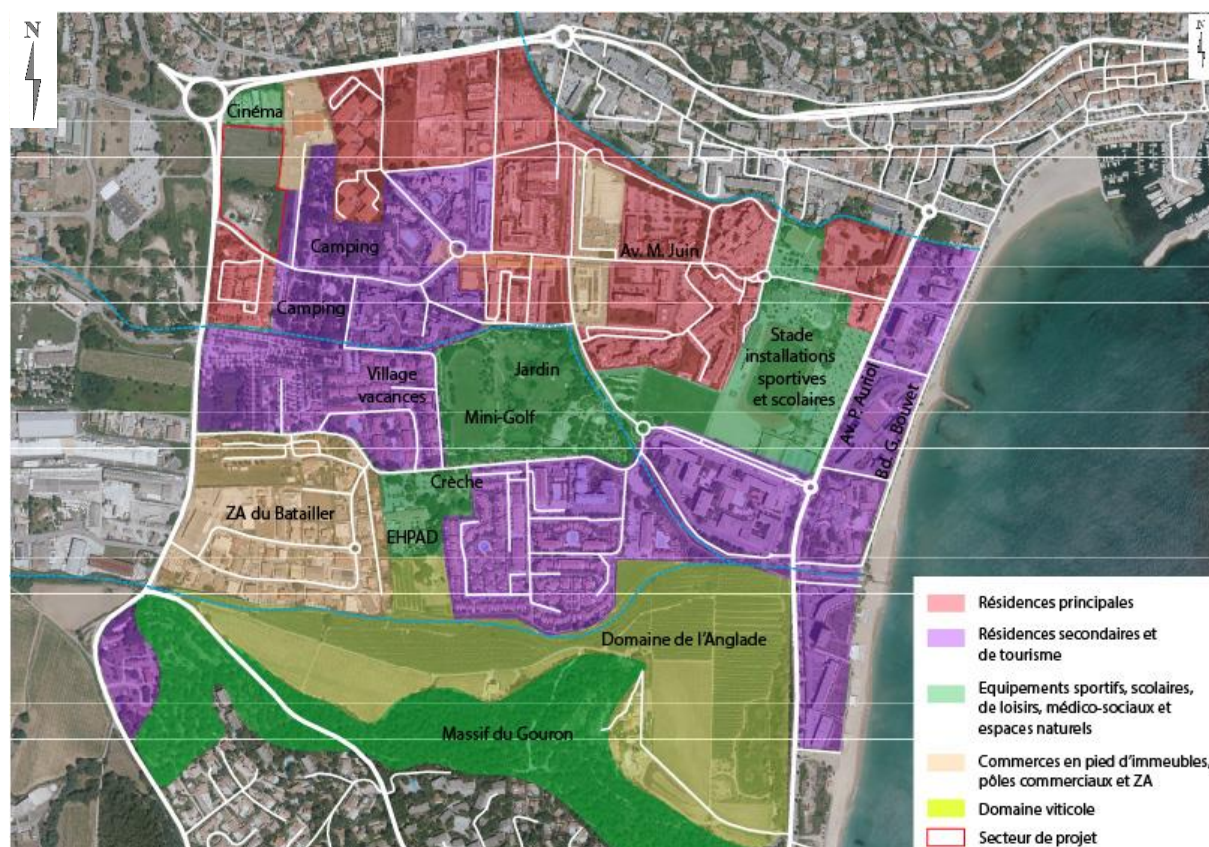 N
N
Cinéma
Camping
Av. M. Juin
Camping
Stade
installations
sportives
et scolaires
Village
vacances
Jardin
Mini-Golf
Av. P. Auriol
Bd. G. Bouvet
Crèche
ZA du Batailler
EHPAD
Domaine de l'Anglade
Massif du Gouron
Résidences principales
Résidences secondaires et
de tourisme
Equipements sportifs, scolaires,
de loisirs, médico-sociaux et
espaces naturels
Commerces en pied d'immeubles,
pôles commerciaux et ZA
Domaine viticole
Secteur de projet